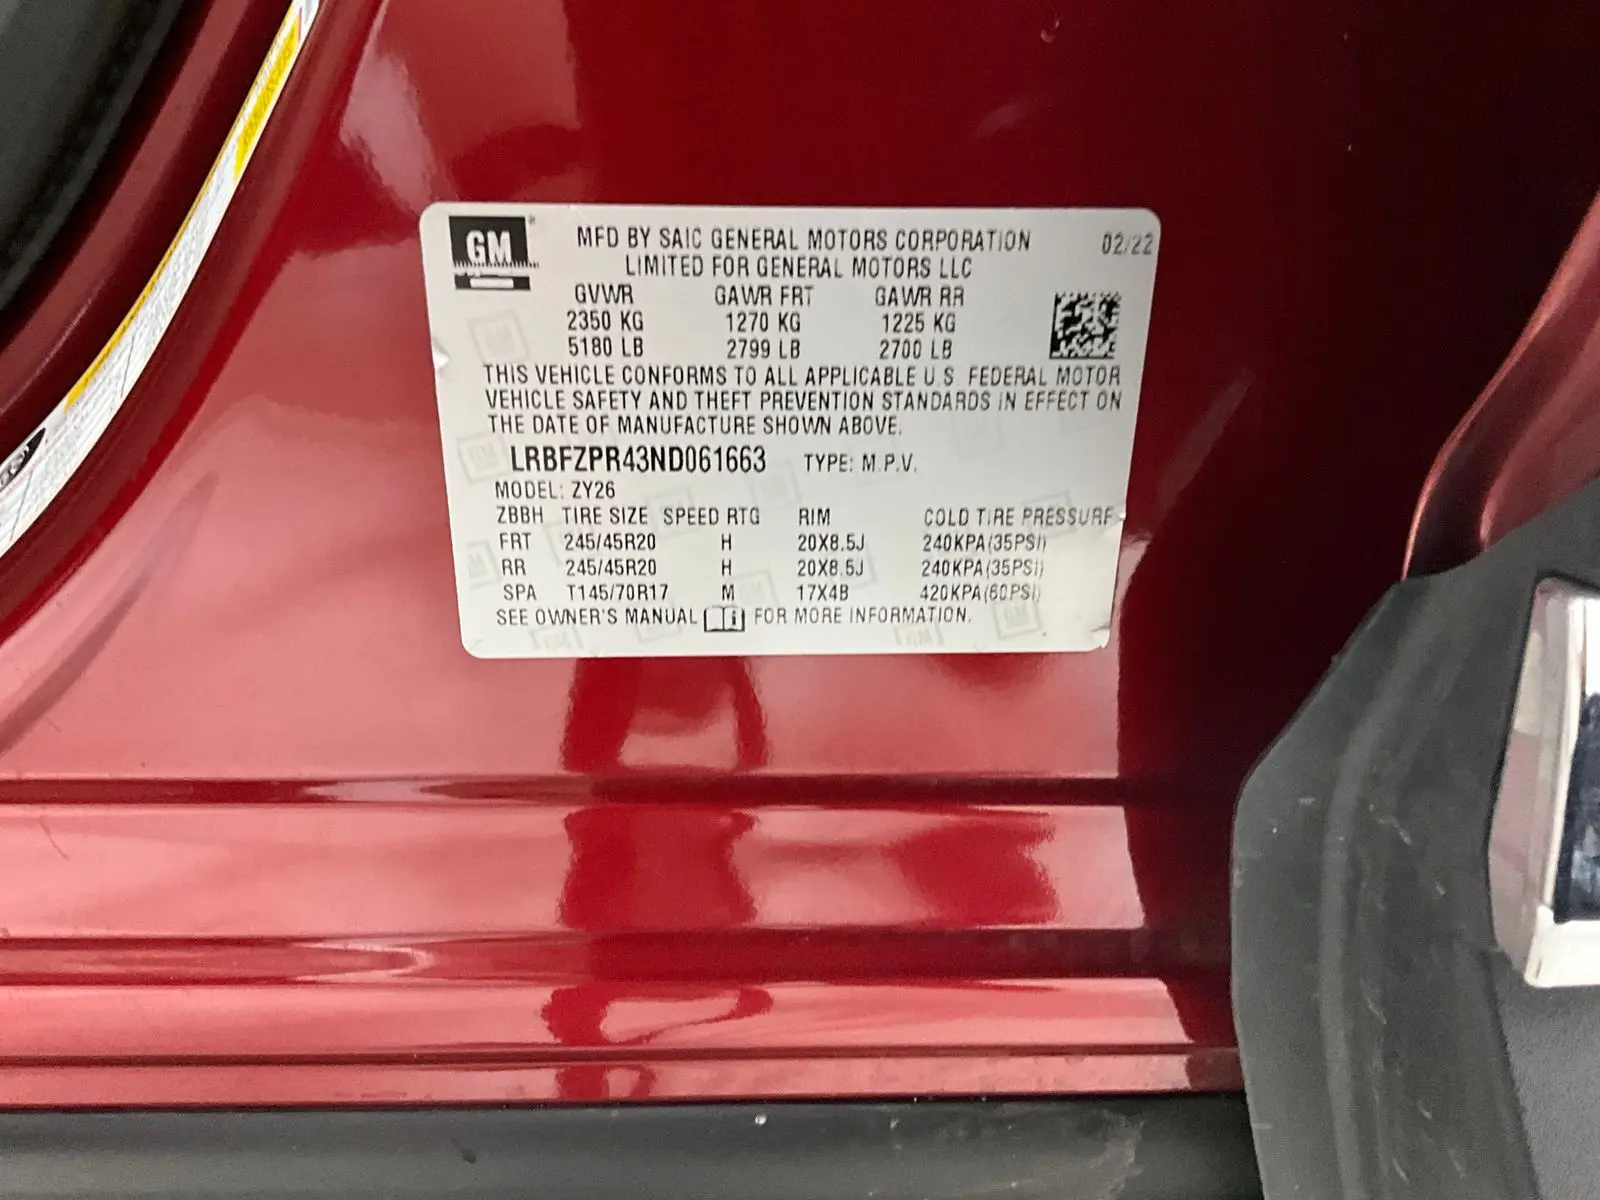 GM
MFD BY SAIC GENERAL MOTORS CORPORATION 02/22
LIMITED FOR GENERAL MOTORS LLC
GVWR GAWR FRT GAWR RR
2350 KG 1270 KG 1225 KG
5180 LB 2799 LB 2700 LB
THIS VEHICLE CONFORMS TO ALL APPLICABLE U.S. FEDERAL MOTOR
VEHICLE SAFETY AND THEFT PREVENTION STANDARDS IN EFFECT ON
THE DATE OF MANUFACTURE SHOWN ABOVE.
LRBFZPR43ND061663 TYPE: M.P.V.
MODEL: ZY26
ZBBH TIRE SIZE SPEED RTG RIM COLD TIRE PRESSURE
FRT 245/45R20 H 20X8.5J 240KPA(35PSI)
RR 245/45R20 H 20X8.5J 240KPA(35PSI)
SPA T145/70R17 M 17X4B 420KPA(60PSI)
SEE OWNER'S MANUAL FOR MORE INFORMATION.